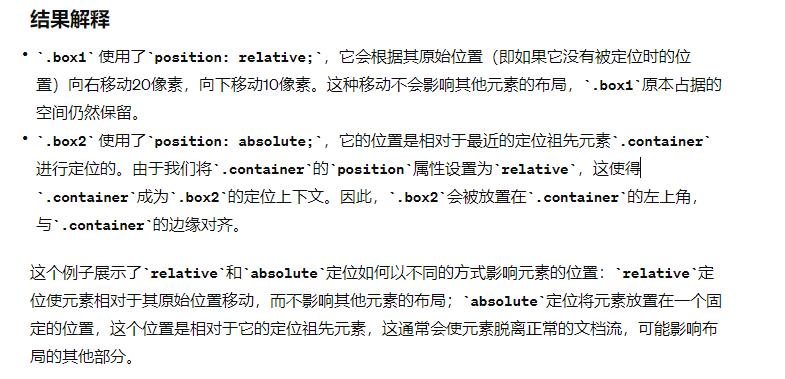 结果解释
• `.box1` 使用了`position: relative;`，它会根据其原始位置（即如果它没有被定位时的位
置）向右移动20像素，向下移动10像素。这种移动不会影响其他元素的布局，`.box1`原本占据的
空间仍然保留。
• `.box2` 使用了`position: absolute;`，它的位置是相对于最近的定位祖先元素`.container`
进行定位的。由于我们将`.container`的`position`属性设置为`relative`，这使得
`.container`成为`.box2`的定位上下文。因此，`.box2`会被放置在`.container`的左上角，
与`.container`的边缘对齐。
这个例子展示了`relative`和`absolute`定位如何以不同的方式影响元素的位置：`relative`定
位使元素相对于其原始位置移动，而不影响其他元素的布局；`absolute`定位将元素放置在一个固
定的位置，这个位置是相对于它的定位祖先元素，这通常会使元素脱离正常的文档流，可能影响布
局的其他部分。